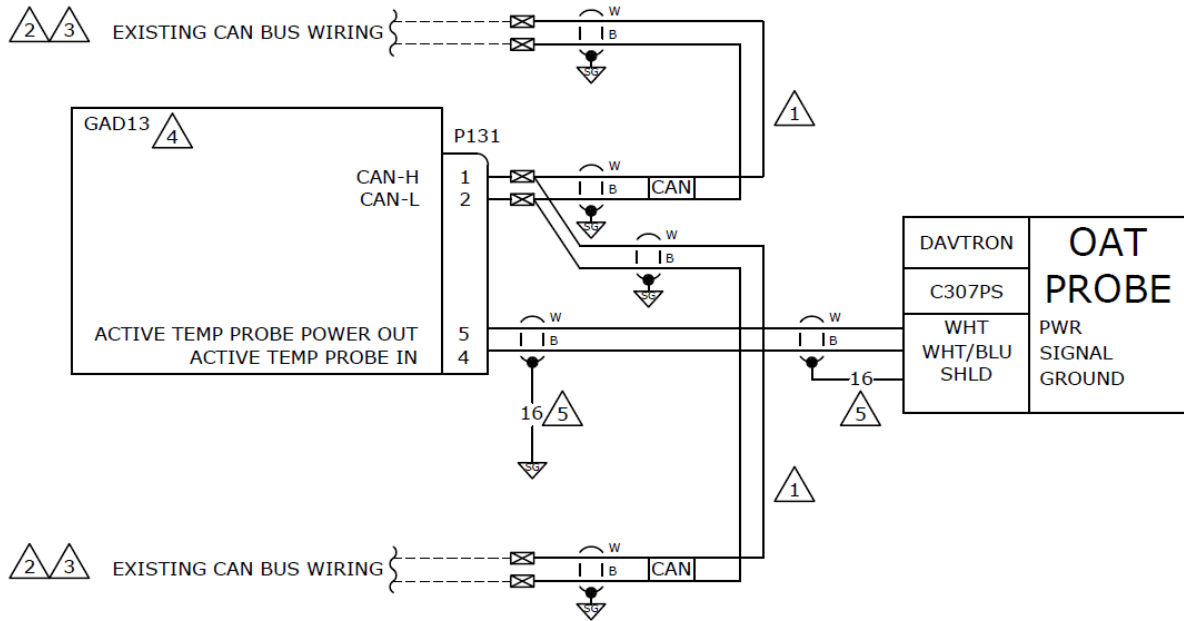 2 3 EXISTING CAN BUS WIRING
W
B
SG
1
GAD13 4
P131
CAN-H 1
CAN-L 2
W
B CAN
SG
W
B
SG
ACTIVE TEMP PROBE POWER OUT 5
ACTIVE TEMP PROBE IN 4
W
B
16 5
SG
W
B
16
5
DAVTRON
C307PS
OAT
PROBE
WHT PWR
WHT/BLU SIGNAL
SHLD GROUND
1
2 3 EXISTING CAN BUS WIRING
W
B CAN
SG